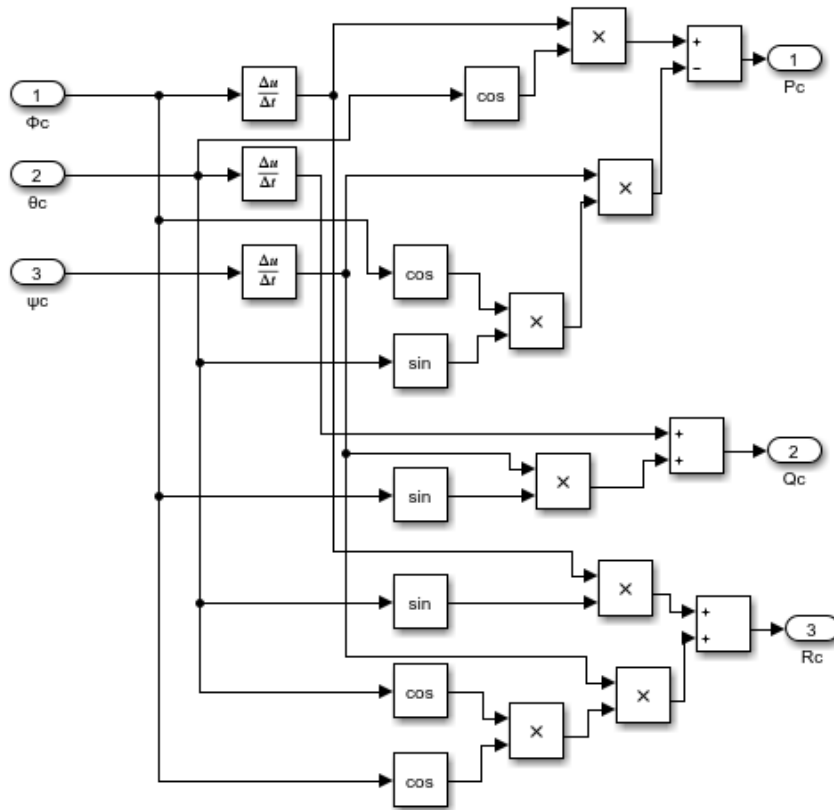 ×
+
−
1
Pc
cos
1
Φc
Δu
Δt
2
θc
Δu
Δt
×
3
ψc
Δu
Δt
cos
×
sin
+
+
2
Qc
sin
×
sin
×
+
+
3
Rc
cos
×
×
cos